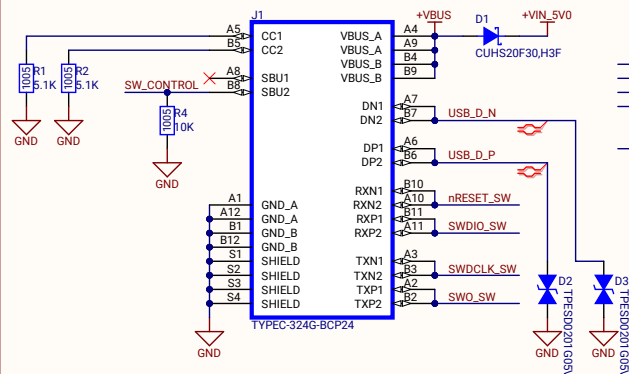 J1
+VBUS
D1
+VIN_5V0
CUHS20F30,H3F
A5 CC1 VBUS_A A4
B5 CC2 VBUS_A A9
VBUS_B B4
A8 SBU1 VBUS_B B9
SW_CONTROL B8 SBU2
R1 1005 5.1K
R2 1005 5.1K
R4 1005 10K
GND
GND
GND
DN1 A7
DN2 B7 USB_D_N
DP1 A6
DP2 B6 USB_D_P
RXN1 B10
A1 GND_A RXN2 A10 nRESET_SW
A12 GND_A RXP1 B11
B1 GND_B RXP2 A11 SWDIO_SW
B12 GND_B
S1 SHIELD TXN1 A3
S2 SHIELD TXN2 B3 SWDCLK_SW
S3 SHIELD TXP1 A2
S4 SHIELD TXP2 B2 SWO_SW
TYPEC-324G-BCP24
D2
TPESD0201G05
D3
TPESD0201G05
GND
GND
GND